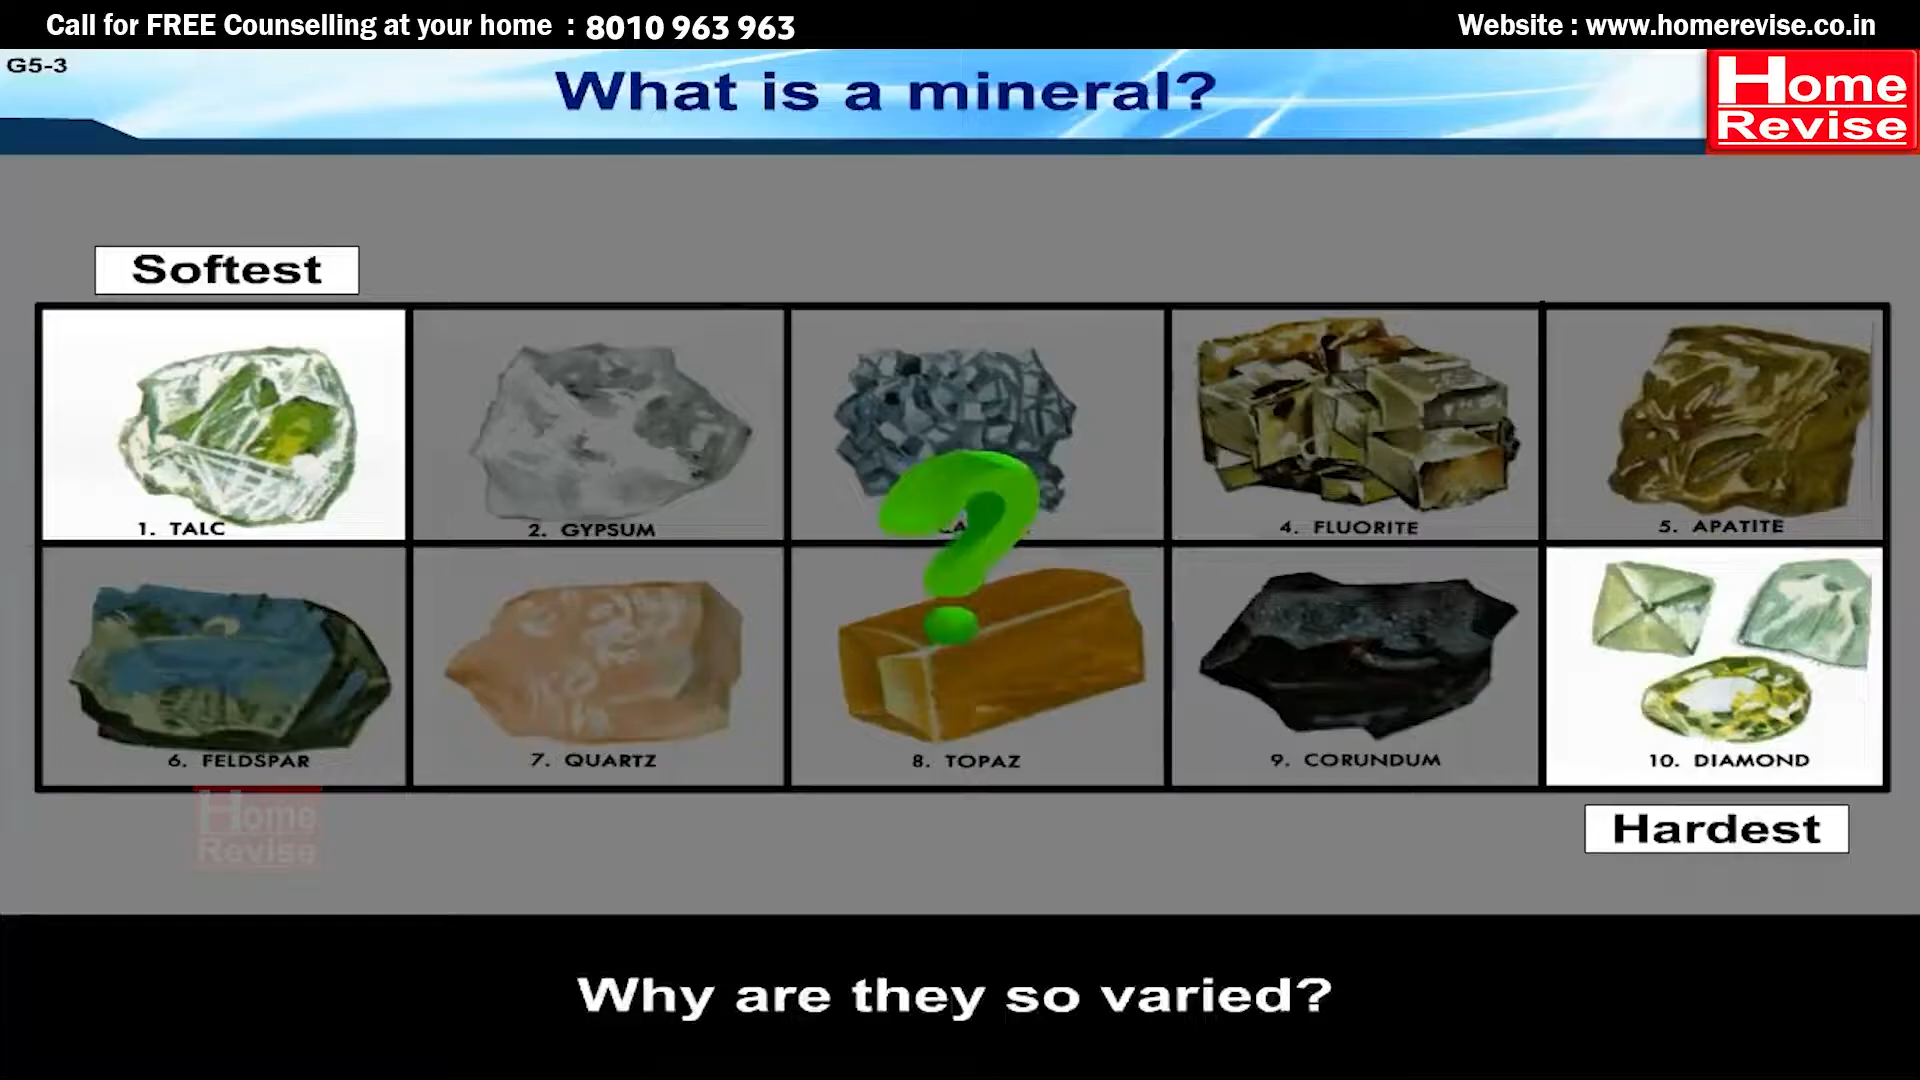 Call for FREE Counselling at your home : 8010 963 963
Website : www.homerevise.co.in
G5-3
What is a mineral?
Home
Revise
Softest
1. TALC
2. GYPSUM
4. FLUORITE
5. APATITE
6. FELDSPAR
7. QUARTZ
8. TOPAZ
9. CORUNDUM
10. DIAMOND
Home
Revise
Hardest
Why are they so varied?